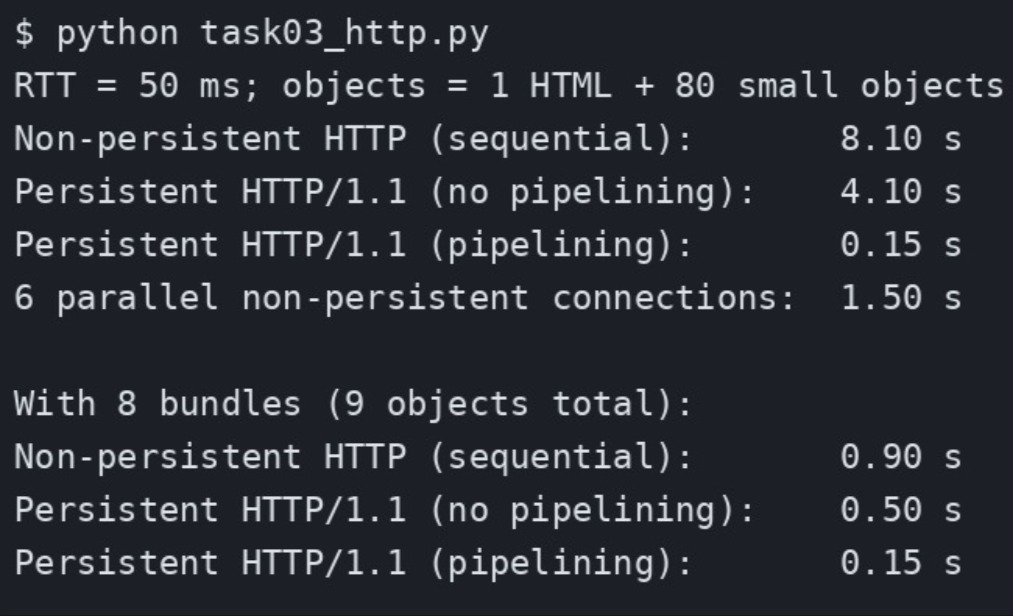 $ python task03_http.py
RTT = 50 ms; objects = 1 HTML + 80 small objects
Non-persistent HTTP (sequential):       8.10 s
Persistent HTTP/1.1 (no pipelining):    4.10 s
Persistent HTTP/1.1 (pipelining):       0.15 s
6 parallel non-persistent connections:  1.50 s
With 8 bundles (9 objects total):
Non-persistent HTTP (sequential):       0.90 s
Persistent HTTP/1.1 (no pipelining):    0.50 s
Persistent HTTP/1.1 (pipelining):       0.15 s